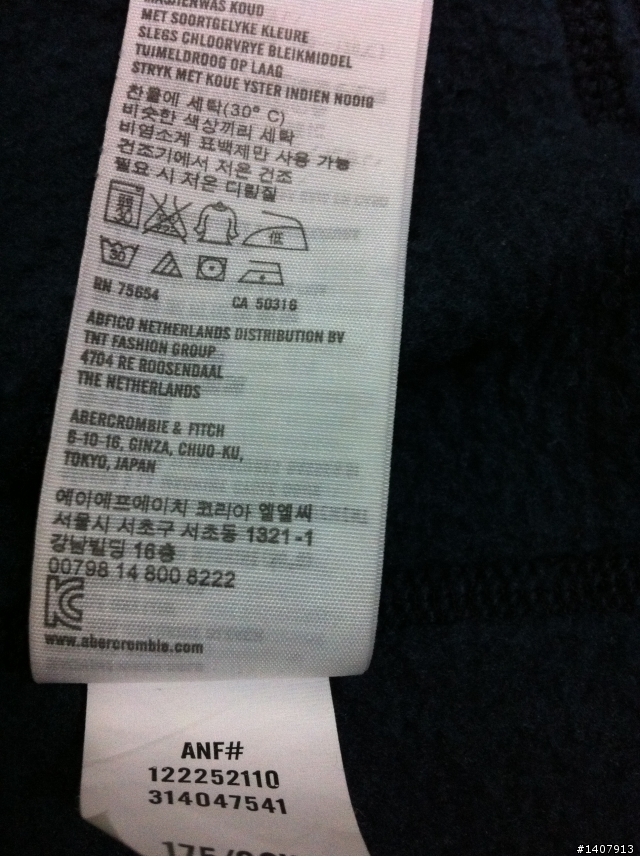 MASJIENWAS KOUD
MET SOORTGELYKE KLEURE
SLEGS CHLOORVRYE BLEIKMIDDEL
TUIMELDROOG OP LAAG
STRYK MET KOUE YSTER INDIEN NODIG
찬물에 세탁(30° C)
비슷한 색상끼리 세탁
비염소계 표백제만 사용 가능
건조기에서 저온 건조
필요 시 저온 다림질
30 低
30
RN 75654 CA 50316
ABFICO NETHERLANDS DISTRIBUTION BV
TNT FASHION GROUP
4704 RE ROOSENDAAL
THE NETHERLANDS
ABERCROMBIE & FITCH
6-10-16, GINZA, CHUO-KU,
TOKYO, JAPAN
에이에프에이치 코리아 엘엘씨
서울시 서초구 서초동 1321-1
강남빌딩 16층
00798 14 800 8222
www.abercrombie.com
ANF#
122252110
314047541
#1407913